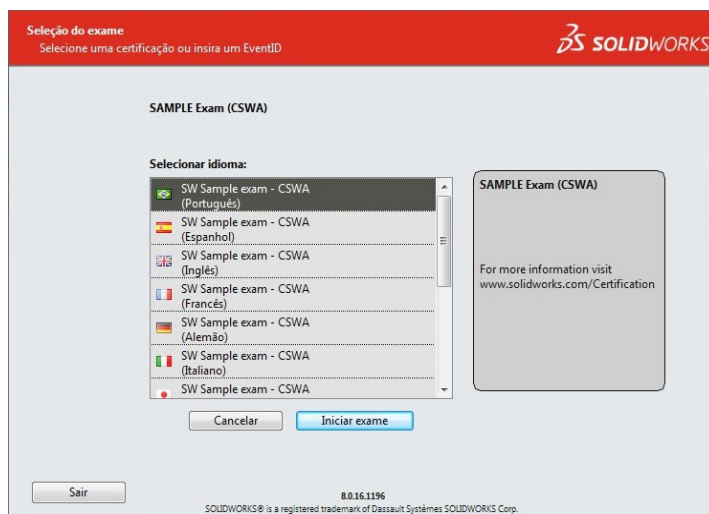 Seleção do exame
Selecione uma certificação ou insira um EventID
SOLIDWORKS
SAMPLE Exam (CSWA)
Selecionar idioma:
SW Sample exam - CSWA
(Português)
SW Sample exam - CSWA
(Espanhol)
SW Sample exam - CSWA
(Inglês)
SW Sample exam - CSWA
(Francês)
SW Sample exam - CSWA
(Alemão)
SW Sample exam - CSWA
(Italiano)
SW Sample exam - CSWA
SAMPLE Exam (CSWA)
For more information visit
www.solidworks.com/Certification
Cancelar
Iniciar exame
Sair
8.0.16.1196
SOLIDWORKS® is a registered trademark of Dassault Systèmes SOLIDWORKS Corp.